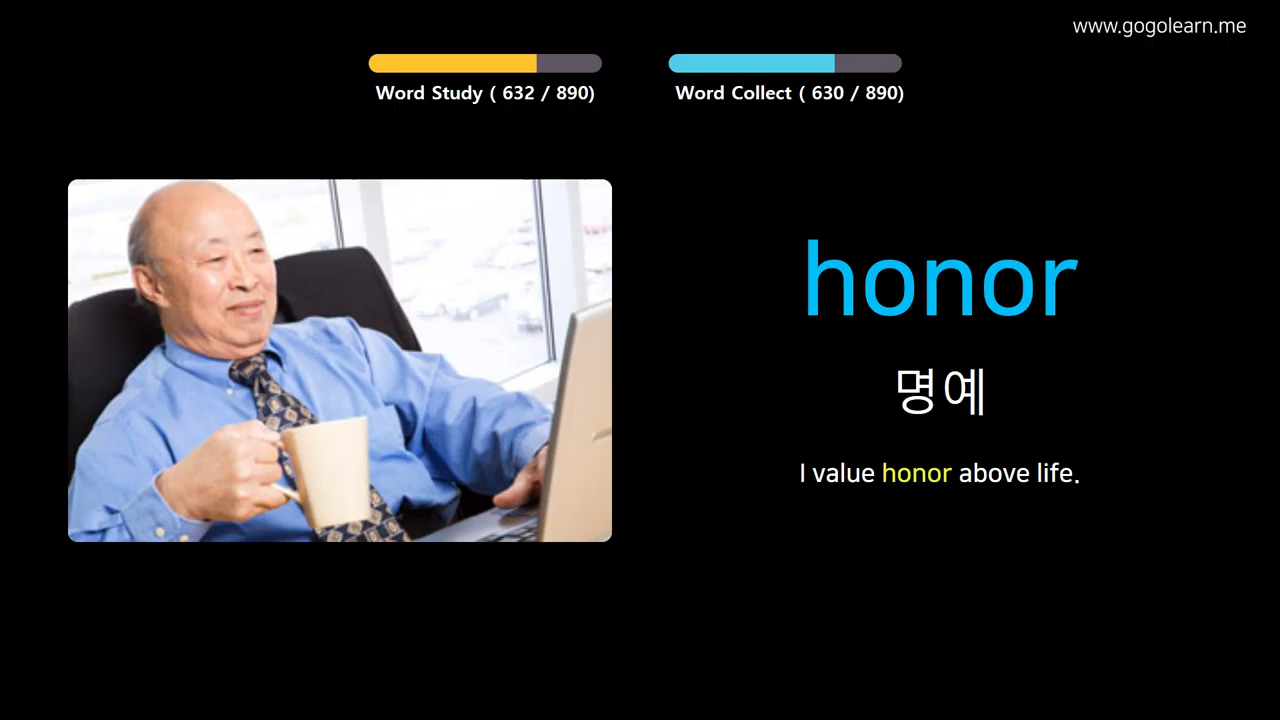 www.gogolearn.me
Word Study ( 632 / 890)
Word Collect ( 630 / 890)
honor
명예
I value honor above life.